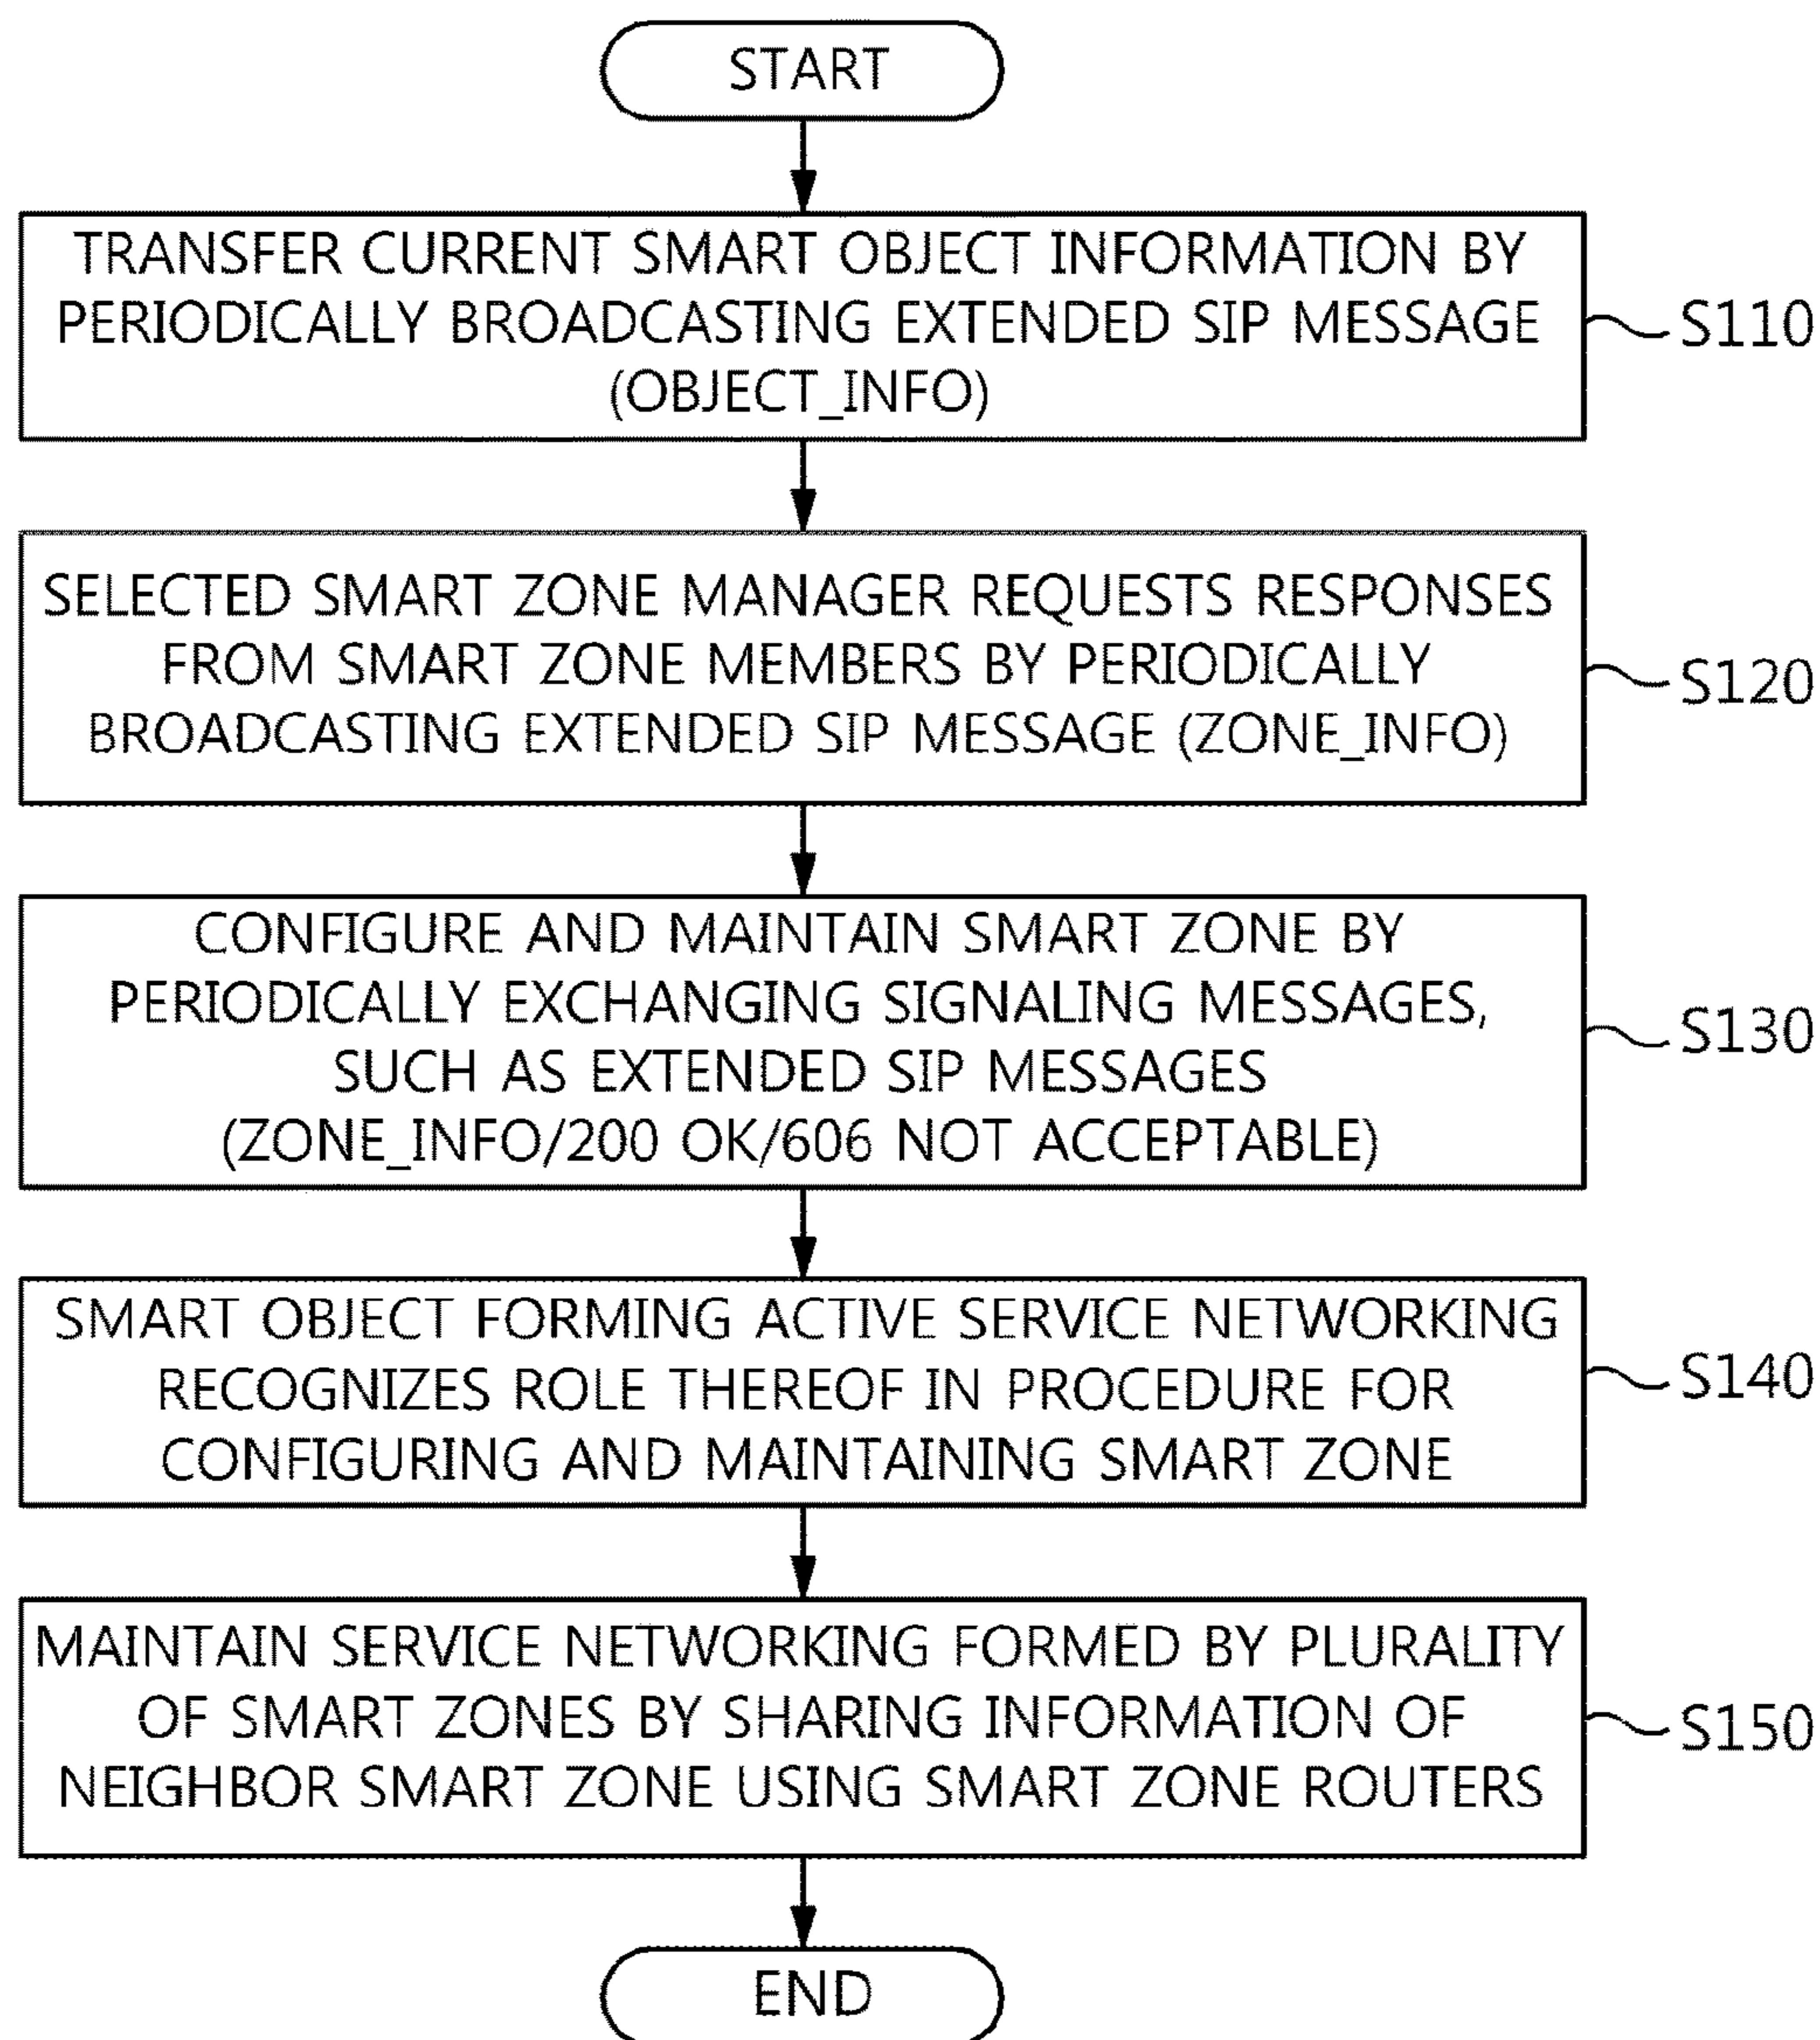 START
TRANSFER CURRENT SMART OBJECT INFORMATION BY
PERIODICALLY BROADCASTING EXTENDED SIP MESSAGE
(OBJECT_INFO)
S110
SELECTED SMART ZONE MANAGER REQUESTS RESPONSES
FROM SMART ZONE MEMBERS BY PERIODICALLY
BROADCASTING EXTENDED SIP MESSAGE (ZONE_INFO)
S120
CONFIGURE AND MAINTAIN SMART ZONE BY
PERIODICALLY EXCHANGING SIGNALING MESSAGES,
SUCH AS EXTENDED SIP MESSAGES
(ZONE_INFO/200 OK/606 NOT ACCEPTABLE)
S130
SMART OBJECT FORMING ACTIVE SERVICE NETWORKING
RECOGNIZES ROLE THEREOF IN PROCEDURE FOR
CONFIGURING AND MAINTAINING SMART ZONE
S140
MAINTAIN SERVICE NETWORKING FORMED BY PLURALITY
OF SMART ZONES BY SHARING INFORMATION OF
NEIGHBOR SMART ZONE USING SMART ZONE ROUTERS
S150
END